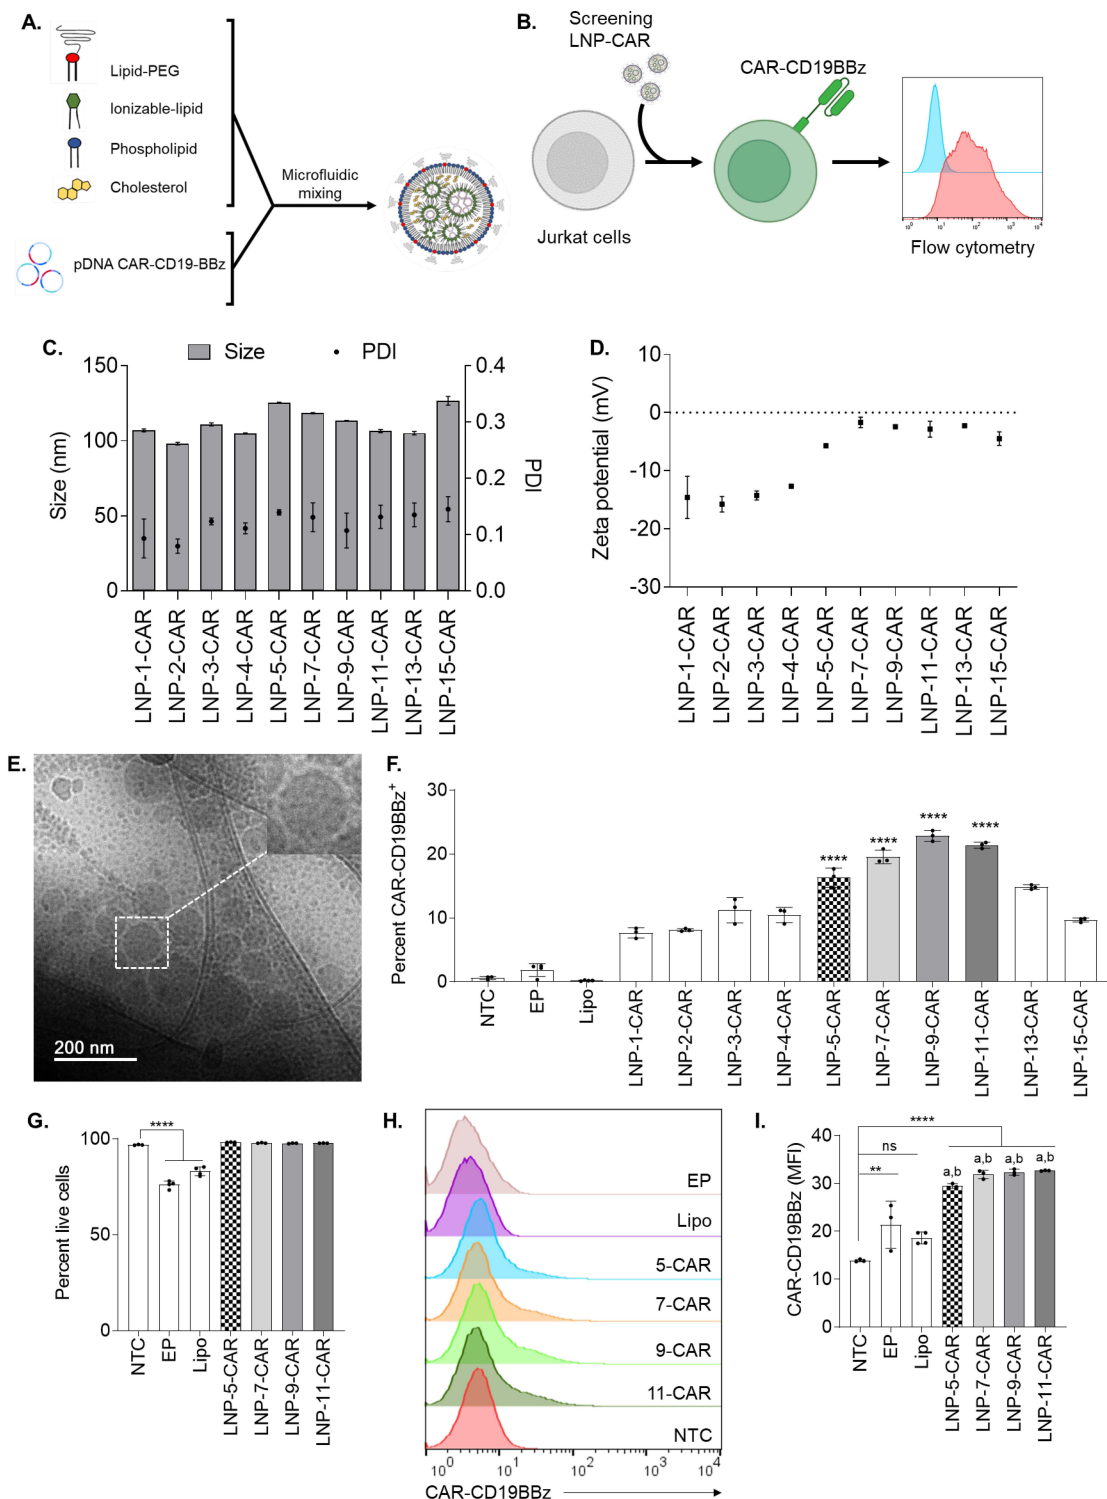 A.
Lipid-PEG
Ionizable-lipid
Phospholipid
Cholesterol
pDNA CAR-CD19-BBz
Microfluidic
mixing
B.
Screening
LNP-CAR
CAR-CD19BBz
Jurkat cells
10⁰ 10¹ 10² 10³ 10⁴
Flow cytometry
C.
Size
PDI
150
100
50
0
Size (nm)
0.4
0.3
0.2
0.1
0.0
PDI
LNP-1-CAR
LNP-2-CAR
LNP-3-CAR
LNP-4-CAR
LNP-5-CAR
LNP-7-CAR
LNP-9-CAR
LNP-11-CAR
LNP-13-CAR
LNP-15-CAR
D.
10
0
-10
-20
-30
Zeta potential (mV)
LNP-1-CAR
LNP-2-CAR
LNP-3-CAR
LNP-4-CAR
LNP-5-CAR
LNP-7-CAR
LNP-9-CAR
LNP-11-CAR
LNP-13-CAR
LNP-15-CAR
E.
200 nm
F.
30
20
10
0
Percent CAR-CD19BBz⁺
****
****
****
****
NTC
EP
Lipo
LNP-1-CAR
LNP-2-CAR
LNP-3-CAR
LNP-4-CAR
LNP-5-CAR
LNP-7-CAR
LNP-9-CAR
LNP-11-CAR
LNP-13-CAR
LNP-15-CAR
G.
****
100
50
0
Percent live cells
NTC
EP
Lipo
LNP-5-CAR
LNP-7-CAR
LNP-9-CAR
LNP-11-CAR
H.
EP
Lipo
5-CAR
7-CAR
9-CAR
11-CAR
NTC
10⁰ 10¹ 10² 10³ 10⁴
CAR-CD19BBz
I.
****
ns
**
a,b a,b a,b a,b
40
30
20
10
0
CAR-CD19BBz (MFI)
NTC
EP
Lipo
LNP-5-CAR
LNP-7-CAR
LNP-9-CAR
LNP-11-CAR